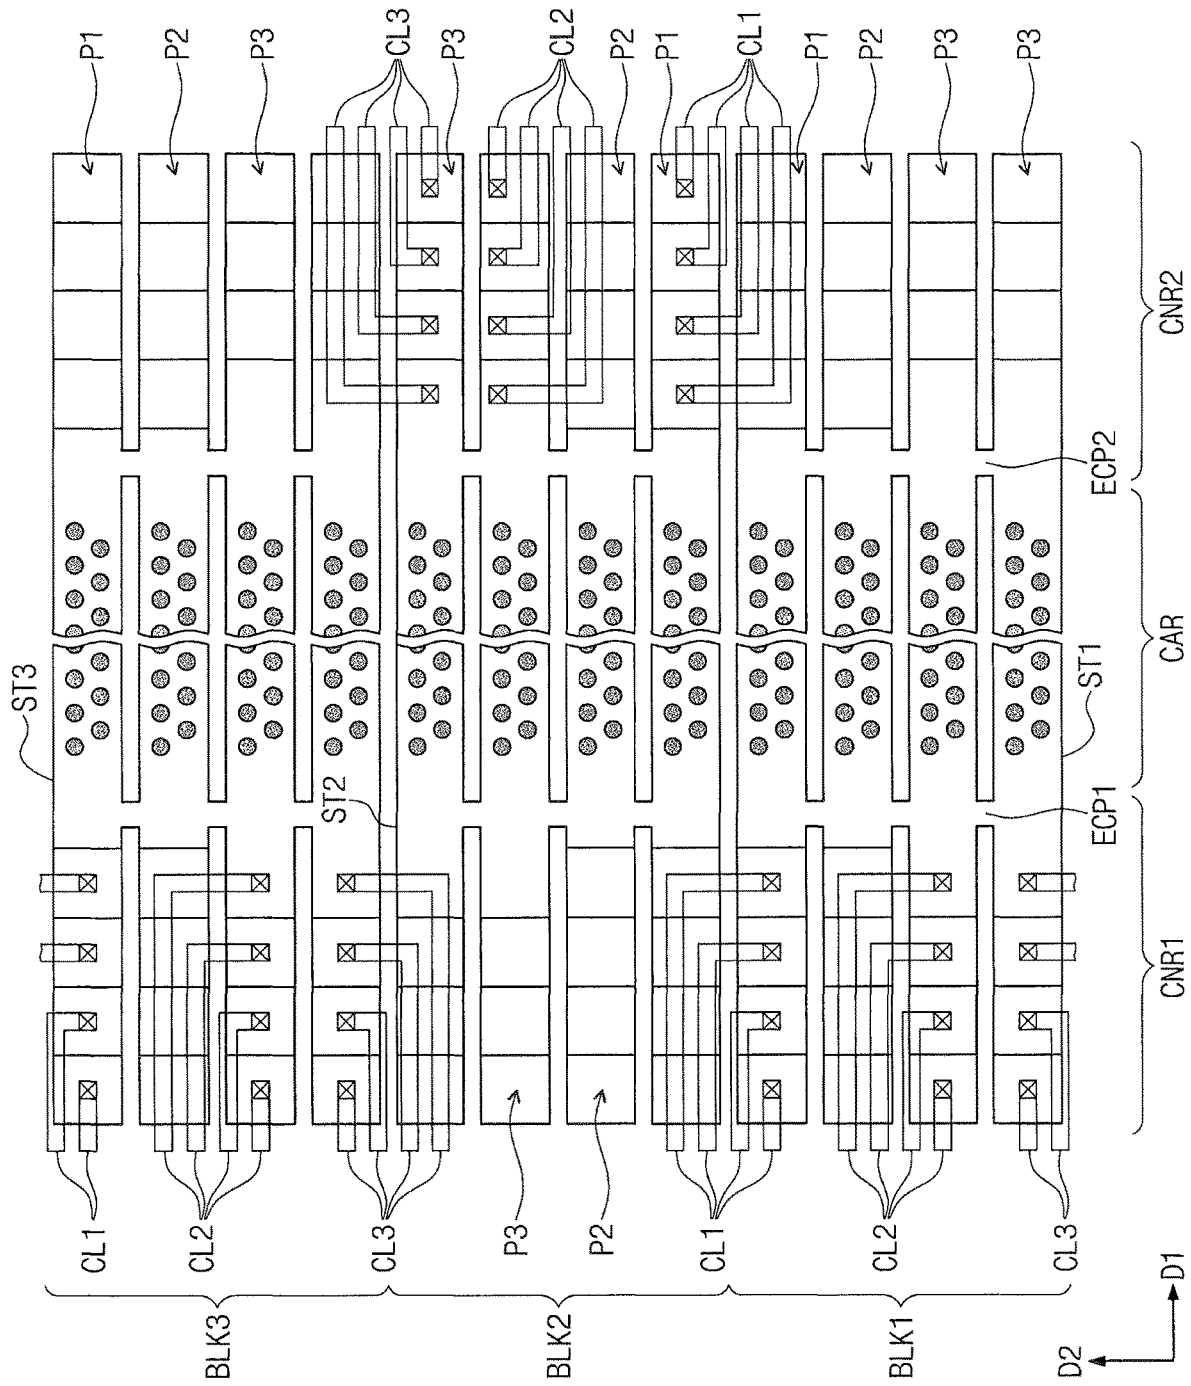 P1
P2
P3
CL3
P3
CL2
P2
P1
CL1
P1
P2
P3
P3
CNR2
ECP2
CAR
ST3
ST1
ST2
ECP1
CNR1
CL1
CL2
CL3
P3
P2
CL1
CL2
CL3
BLK3
BLK2
BLK1
D2
D1